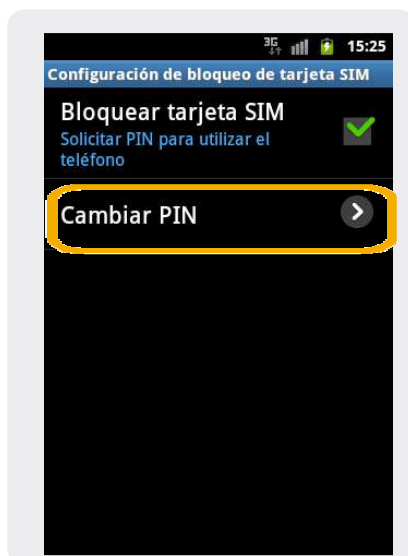 3G 15:25
Configuración de bloqueo de tarjeta SIM
Bloquear tarjeta SIM
Solicitar PIN para utilizar el
teléfono
Cambiar PIN